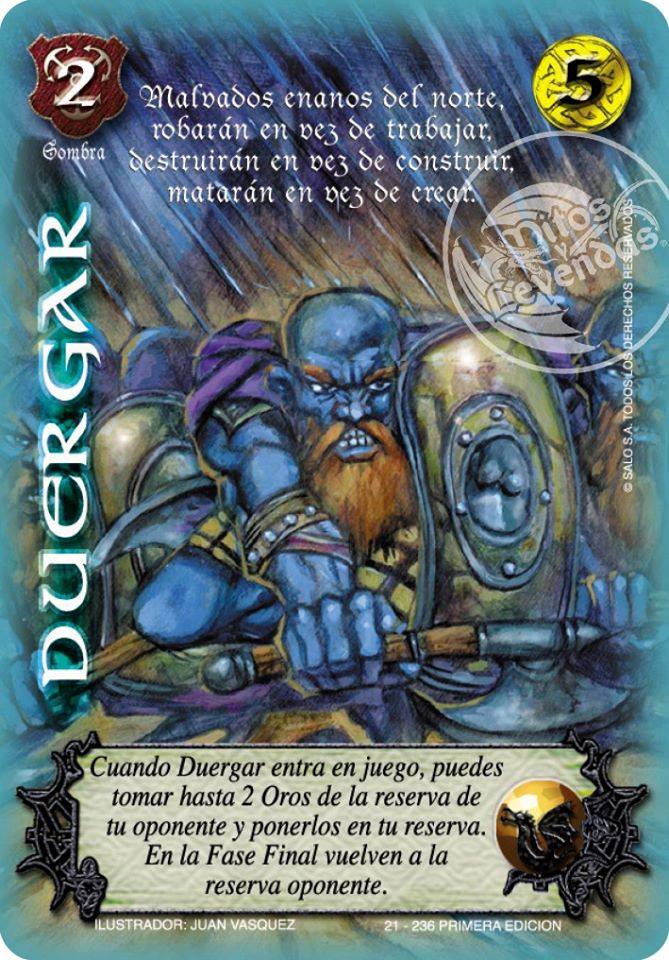 2
Sombra
5
Malvados enanos del norte,
robarán en vez de trabajar,
destruirán en vez de construir,
matarán en vez de crear.
Mitos
y
Leyendas
©
DUERGAR
© SALO S.A. TODOS LOS DERECHOS RESERVADOS
Cuando Duergar entra en juego, puedes
tomar hasta 2 Oros de la reserva de
tu oponente y ponerlos en tu reserva.
En la Fase Final vuelven a la
reserva oponente.
ILUSTRADOR: JUAN VASQUEZ
21 - 236 PRIMERA EDICION